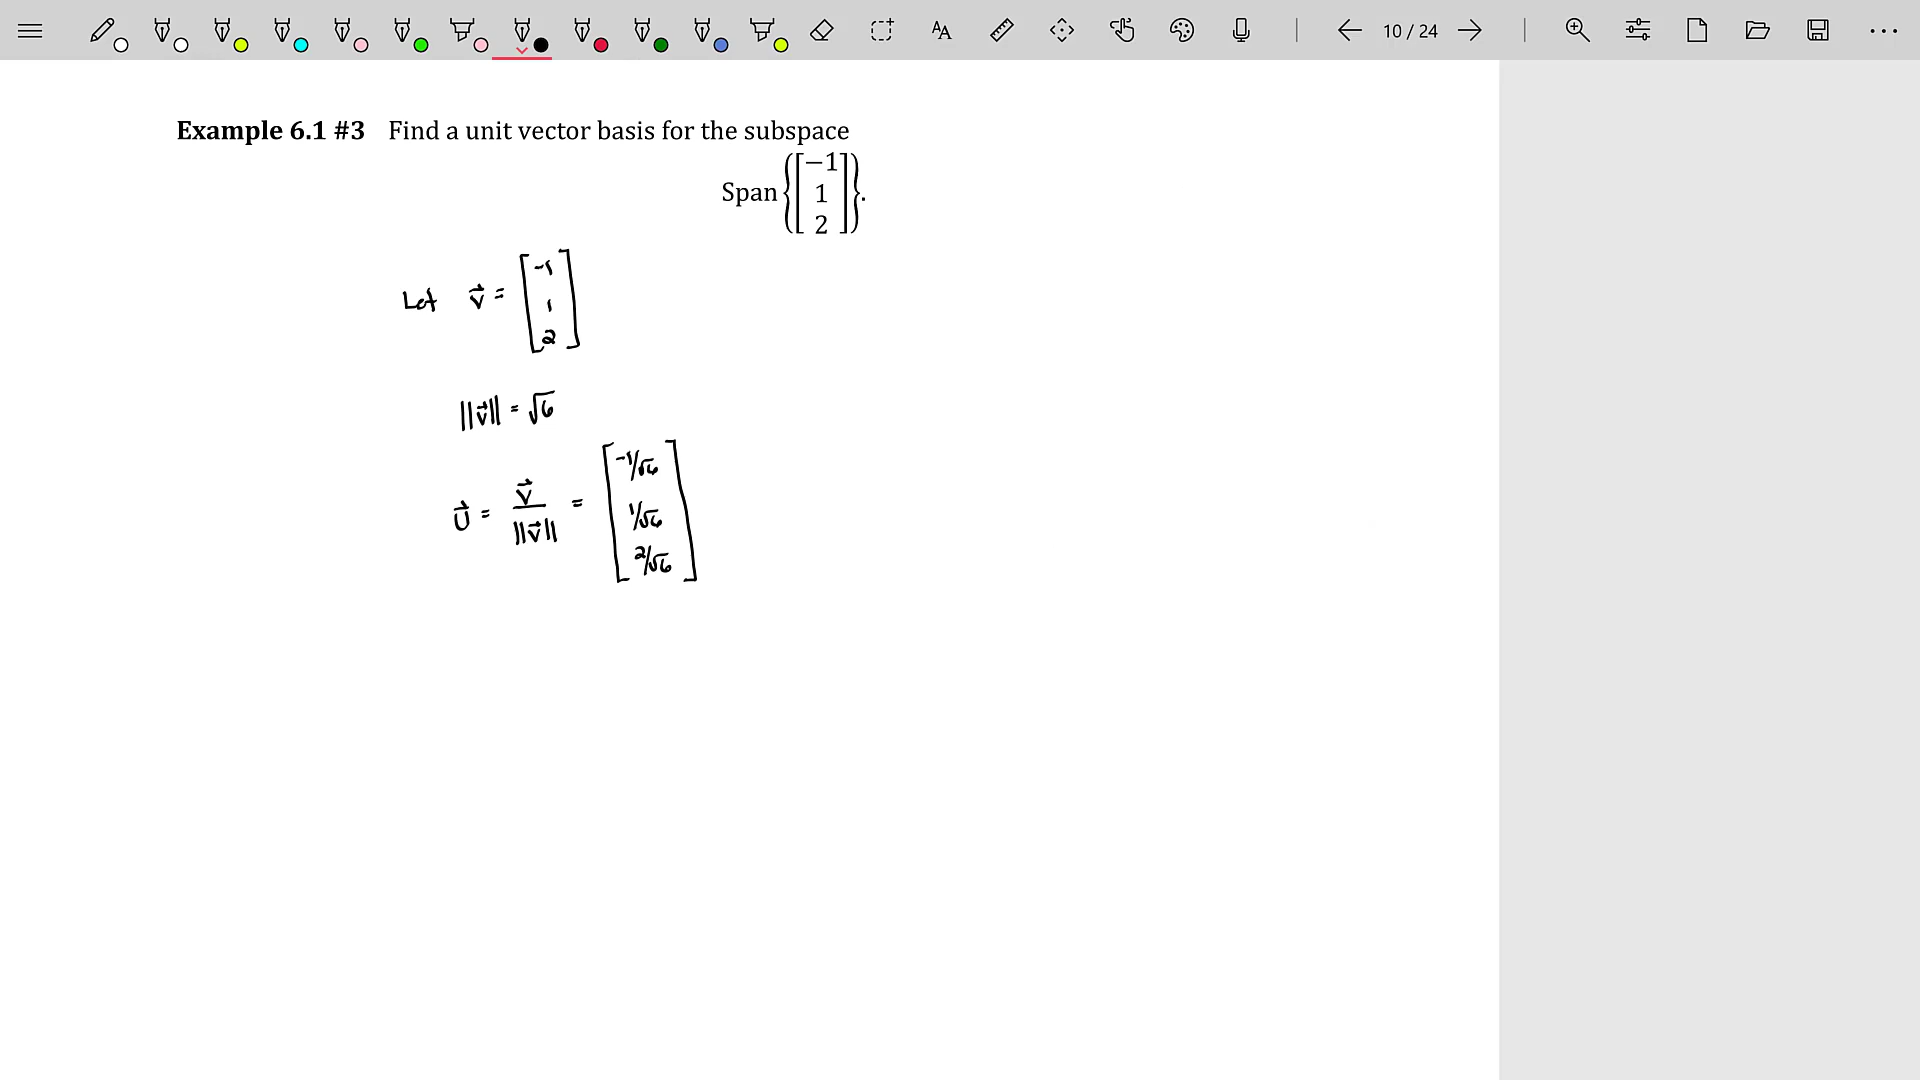 10 / 24
Example 6.1 #3 Find a unit vector basis for the subspace
Span {[−1
1
2]}.
Let v⃗ = [-1
1
2]
||v⃗|| = √6
u⃗ = v⃗/||v⃗|| = [-1/√6
1/√6
2/√6]